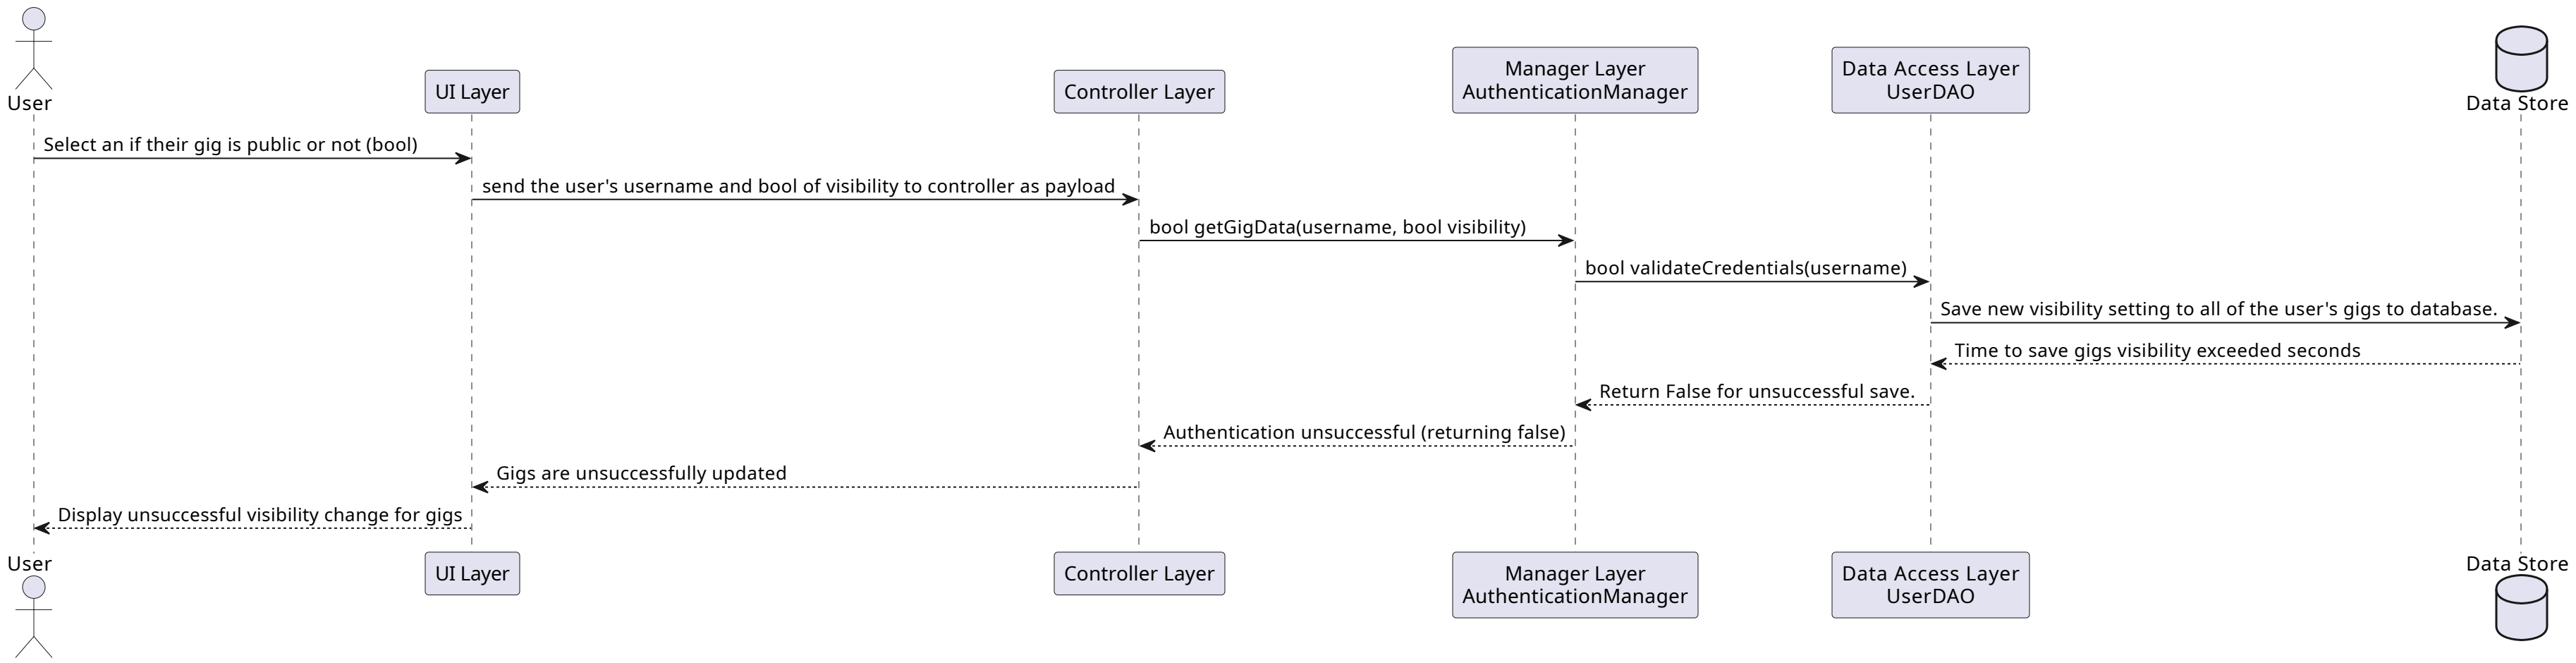 User
UI Layer
Controller Layer
Manager Layer
AuthenticationManager
Data Access Layer
UserDAO
Data Store
Select an if their gig is public or not (bool)
send the user's username and bool of visibility to controller as payload
bool getGigData(username, bool visibility)
bool validateCredentials(username)
Save new visibility setting to all of the user's gigs to database.
Time to save gigs visibility exceeded seconds
Return False for unsuccessful save.
Authentication unsuccessful (returning false)
Gigs are unsuccessfully updated
Display unsuccessful visibility change for gigs
User
UI Layer
Controller Layer
Manager Layer
AuthenticationManager
Data Access Layer
UserDAO
Data Store